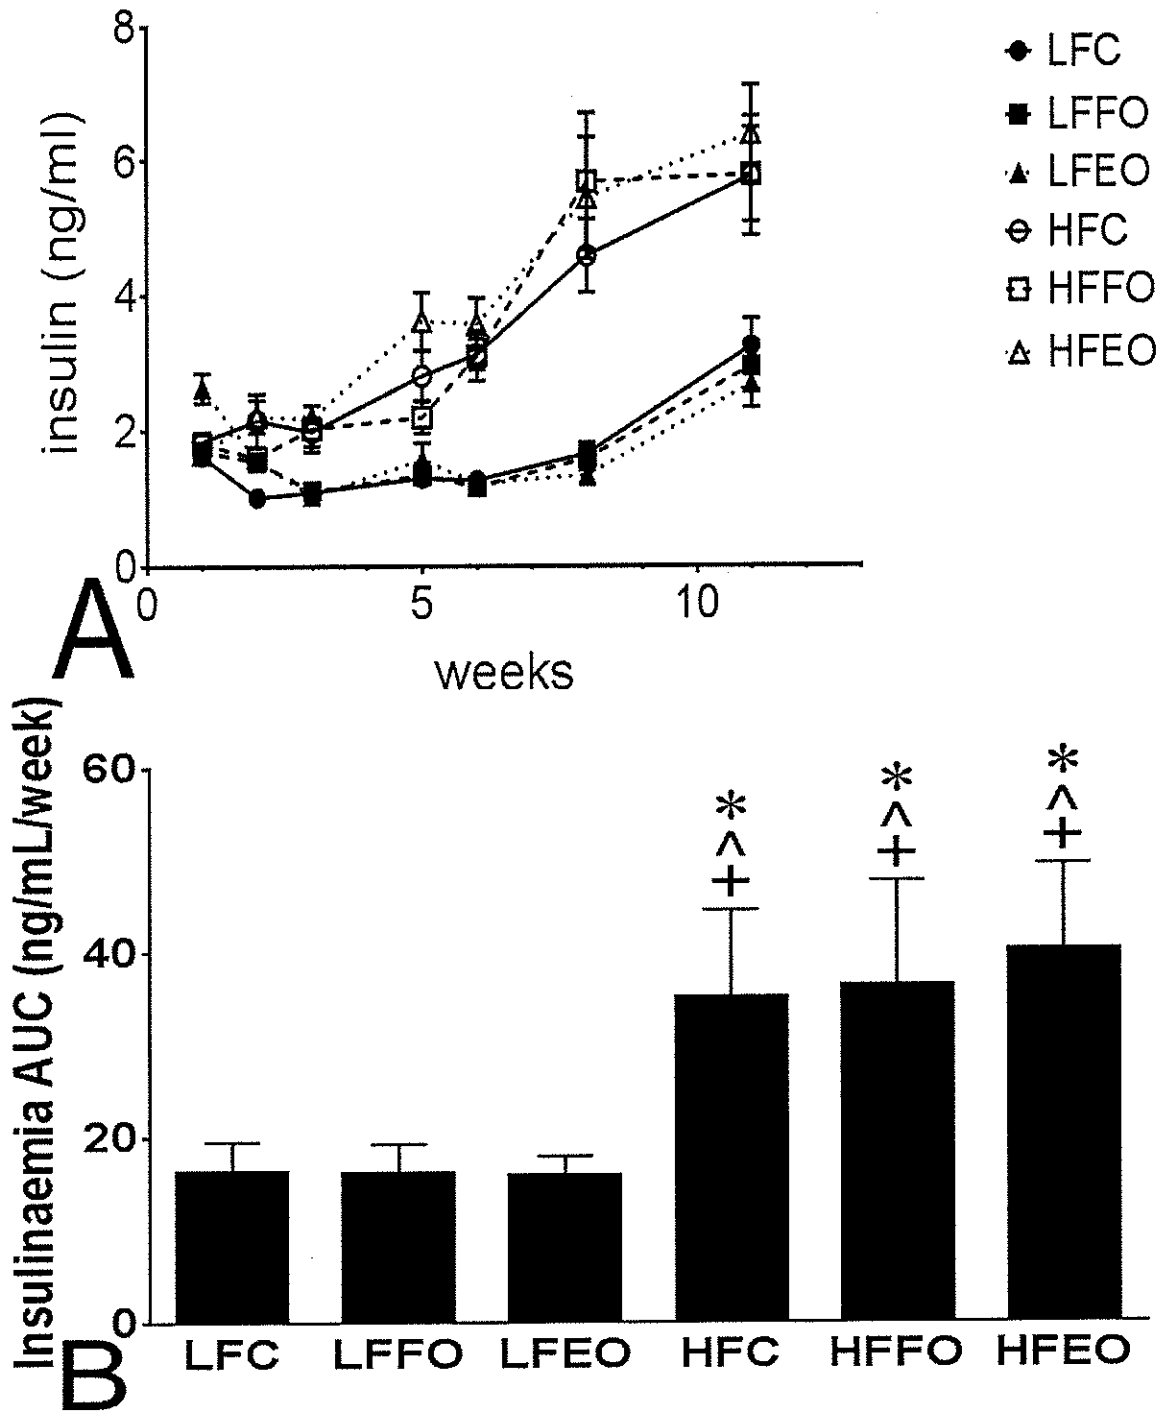 8
6
4
2
0
insulin (ng/ml)
0 5 10
weeks
LFC
LFFO
LFEO
HFC
HFFO
HFEO
A
Insulinaemia AUC (ng/mL/week)
60
40
20
0
* * *
^ ^ ^
+ + +
LFC LFFO LFEO HFC HFFO HFEO
B